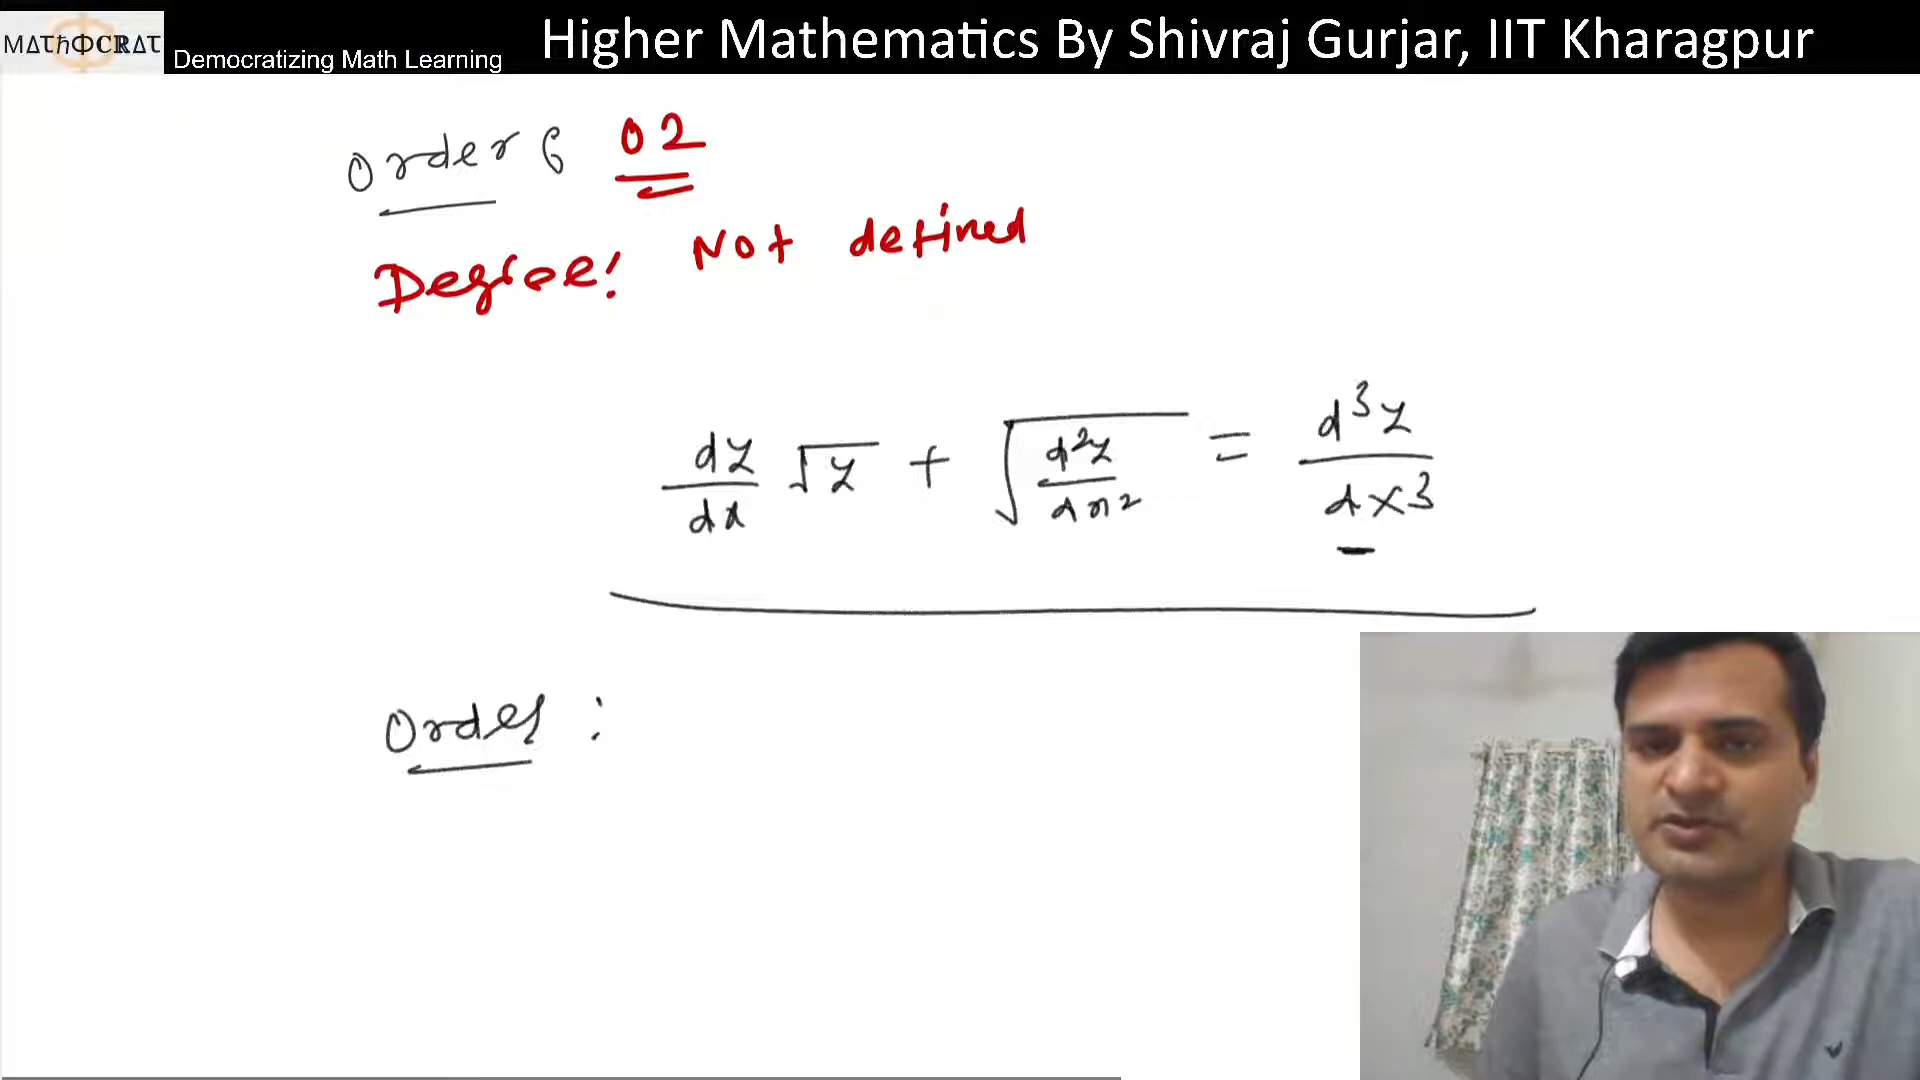 MΔTℏΦCRΔT
Democratizing Math Learning
Higher Mathematics By Shivraj Gurjar, IIT Kharagpur
Order : 02
Degree: Not defined
dy/dx √y + √(d²y/dx²) = d³y/dx³
Order :